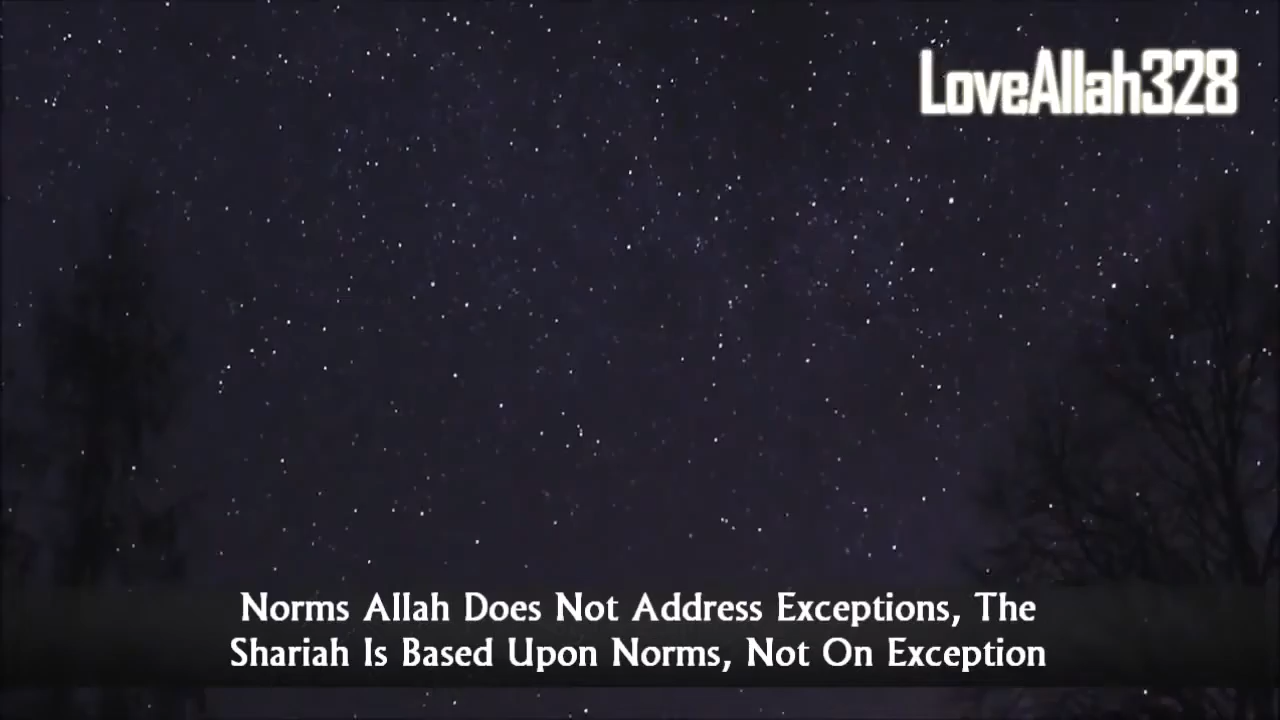 LoveAllah328
Norms Allah Does Not Address Exceptions, The
Shariah Is Based Upon Norms, Not On Exception